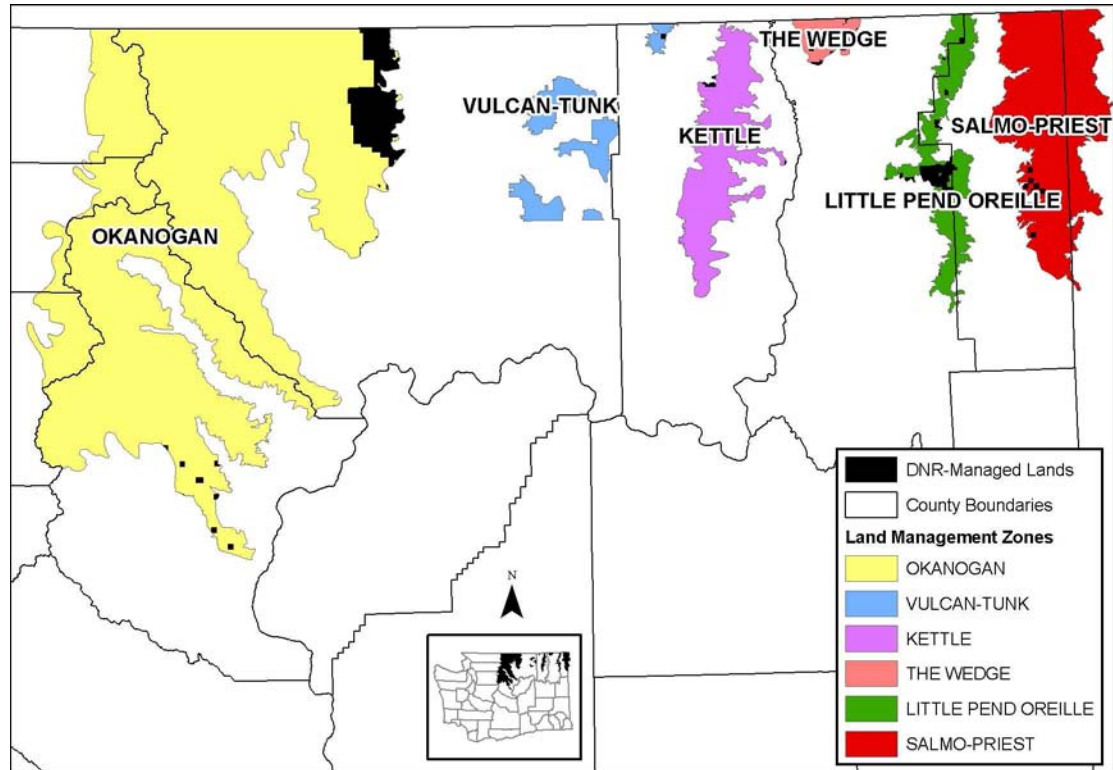 THE WEDGE
VULCAN-TUNK
KETTLE
SALMO-PRIEST
LITTLE PEND OREILLE
OKANOGAN
N
DNR-Managed Lands
County Boundaries
Land Management Zones
OKANOGAN
VULCAN-TUNK
KETTLE
THE WEDGE
LITTLE PEND OREILLE
SALMO-PRIEST